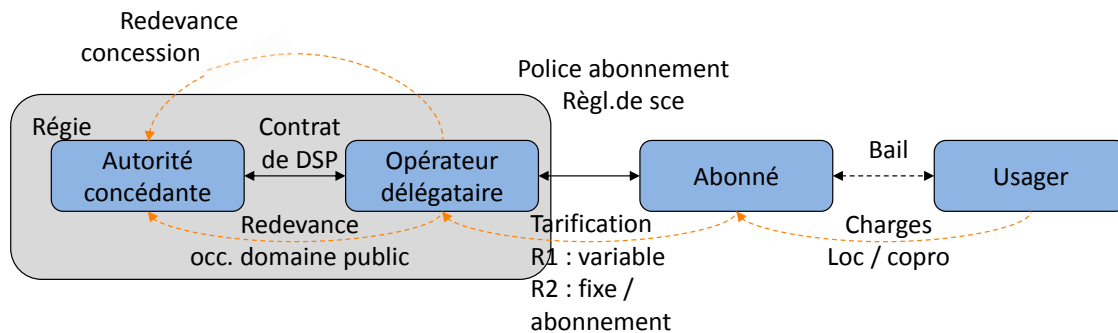 Redevance
concession
Police abonnement
Règl.de sce
Régie
Contrat
de DSP
Autorité
concédante
Opérateur
délégataire
Abonné
Bail
Usager
Redevance
occ. domaine public
Tarification
R1 : variable
R2 : fixe /
abonnement
Charges
Loc / copro